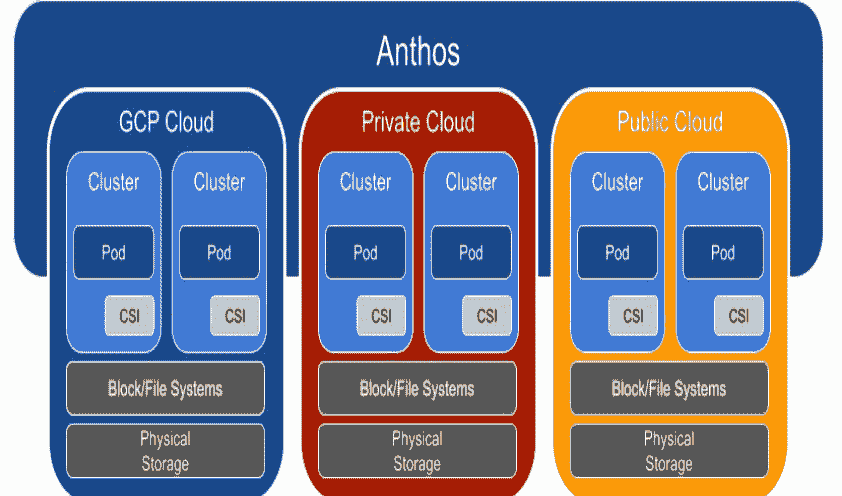 Anthos
GCP Cloud
Cluster
Cluster
Pod
Pod
CSI
CSI
Block/File Systems
Physical
Storage
Private Cloud
Cluster
Cluster
Pod
Pod
CSI
CSI
Block/File Systems
Physical
Storage
Public Cloud
Cluster
Cluster
Pod
Pod
CSI
CSI
Block/File Systems
Physical
Storage